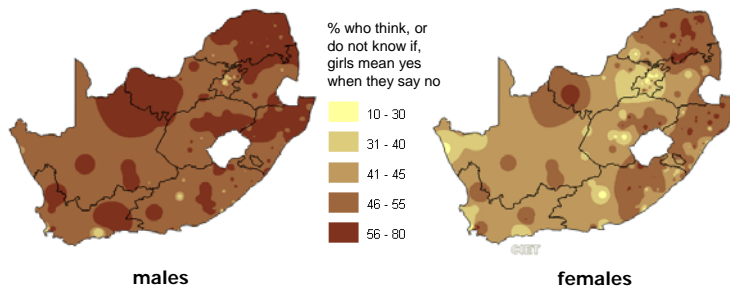 % who think, or
do not know if,
girls mean yes
when they say no
10 - 30
31 - 40
41 - 45
46 - 55
56 - 80
CIET
males
females